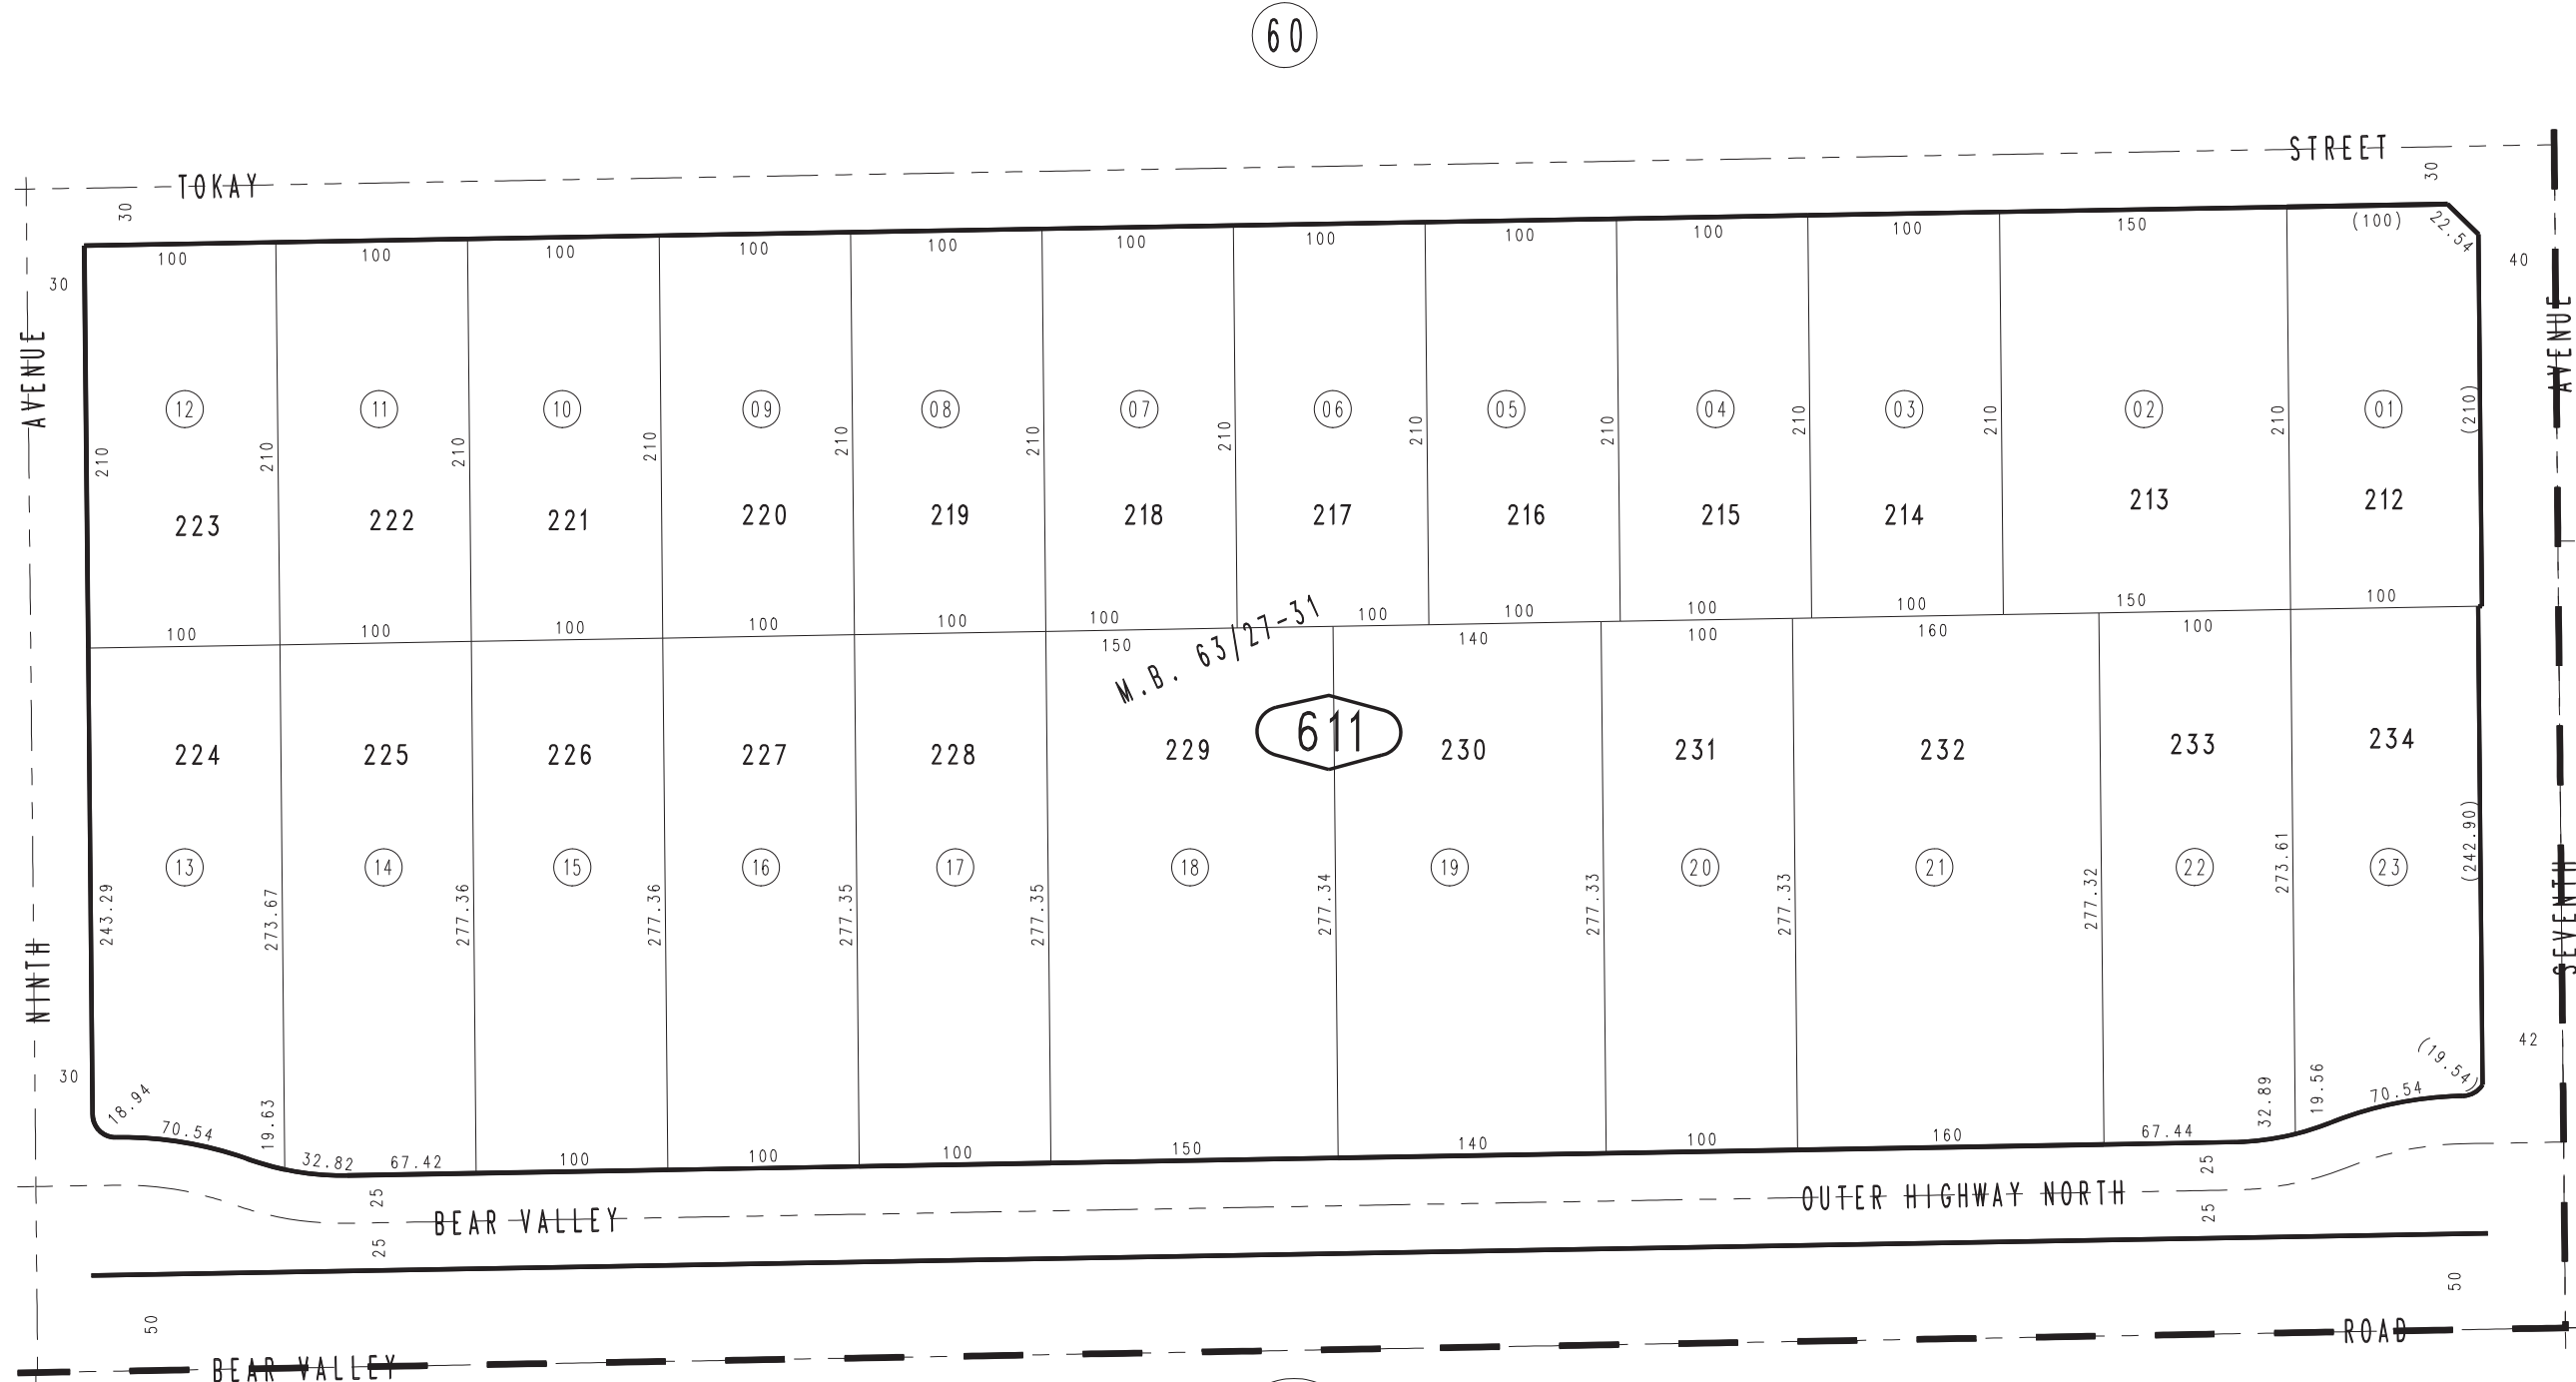 60
TOKAY STREET
30 30
100 100 100 100 100 100 100 100 100 100 150 (100) 22.54
30 40
AVENUE AVENUE
12 11 10 09 08 07 06 05 04 03 02 01
210 210 210 210 210 210 210 210 210 210 210 210 (210)
223 222 221 220 219 218 217 216 215 214 213 212
100 100 100 100 100 100 100 100 100 100 150 100
150 140 100 160 100
M.B. 63/27-31
611
224 225 226 227 228 229 230 231 232 233 234
13 14 15 16 17 18 19 20 21 22 23
243.29 273.67 277.36 277.36 277.35 277.35 277.34 277.33 277.33 277.32 273.61 (242.90)
NINTH SEVENTH
30 42
18.94 70.54 19.63 32.89 19.56 70.54 (19.54)
32.82 67.42 100 100 100 150 140 100 160 67.44
25 25
BEAR VALLEY OUTER HIGHWAY NORTH
25 25
50 50
BEAR VALLEY ROAD